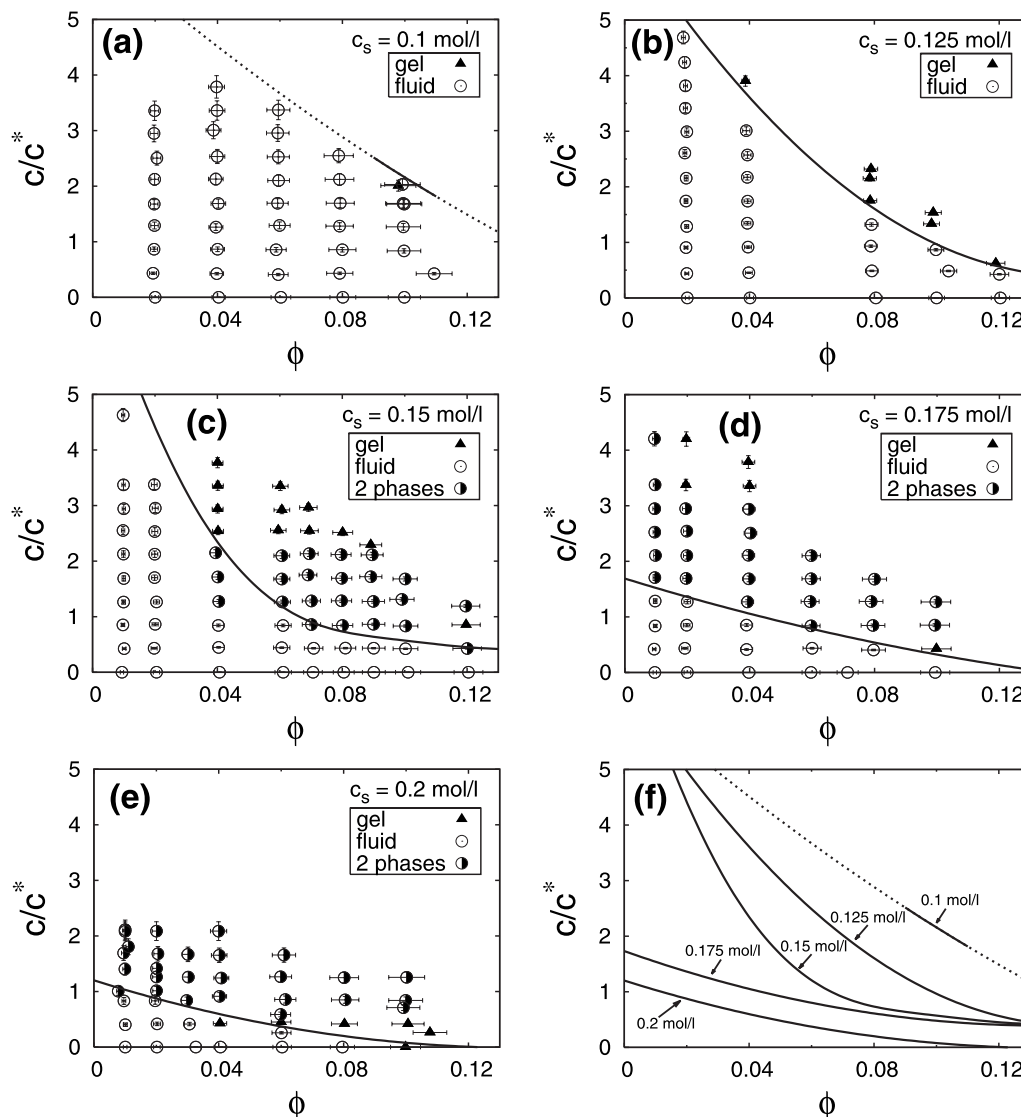 (a)
c_s = 0.1 mol/l
gel
fluid
5
4
3
2
1
0
c/c*
0
0.04
0.08
0.12
ϕ
(b)
c_s = 0.125 mol/l
gel
fluid
5
4
3
2
1
0
c/c*
0
0.04
0.08
0.12
ϕ
(c)
c_s = 0.15 mol/l
gel
fluid
2 phases
5
4
3
2
1
0
c/c*
0
0.04
0.08
0.12
ϕ
(d)
c_s = 0.175 mol/l
gel
fluid
2 phases
5
4
3
2
1
0
c/c*
0
0.04
0.08
0.12
ϕ
(e)
c_s = 0.2 mol/l
gel
fluid
2 phases
5
4
3
2
1
0
c/c*
0
0.04
0.08
0.12
ϕ
(f)
0.1 mol/l
0.125 mol/l
0.15 mol/l
0.175 mol/l
0.2 mol/l
5
4
3
2
1
0
c/c*
0
0.04
0.08
0.12
ϕ